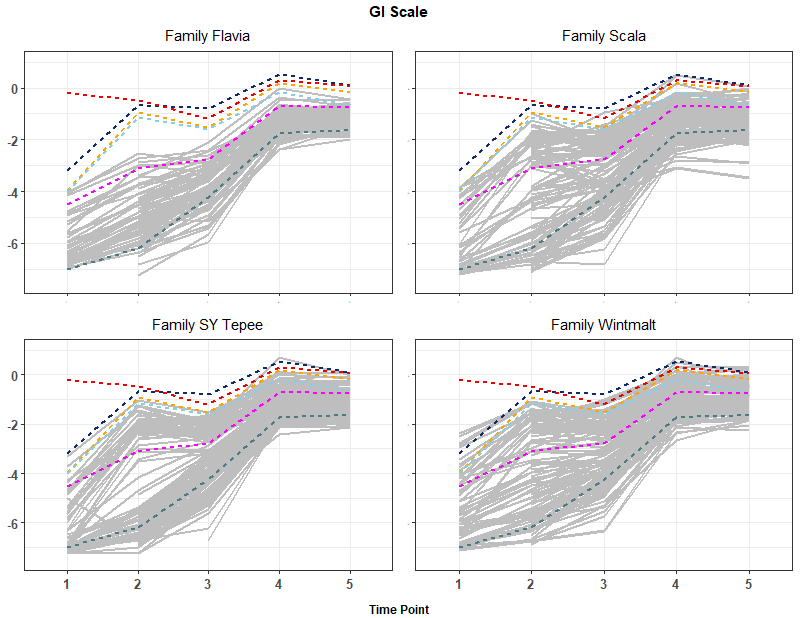 GI Scale
Family Flavia
Family Scala
0
-2
-4
-6
Family SY Tepee
Family Wintmalt
0
-2
-4
-6
1 2 3 4 5 1 2 3 4 5
Time Point